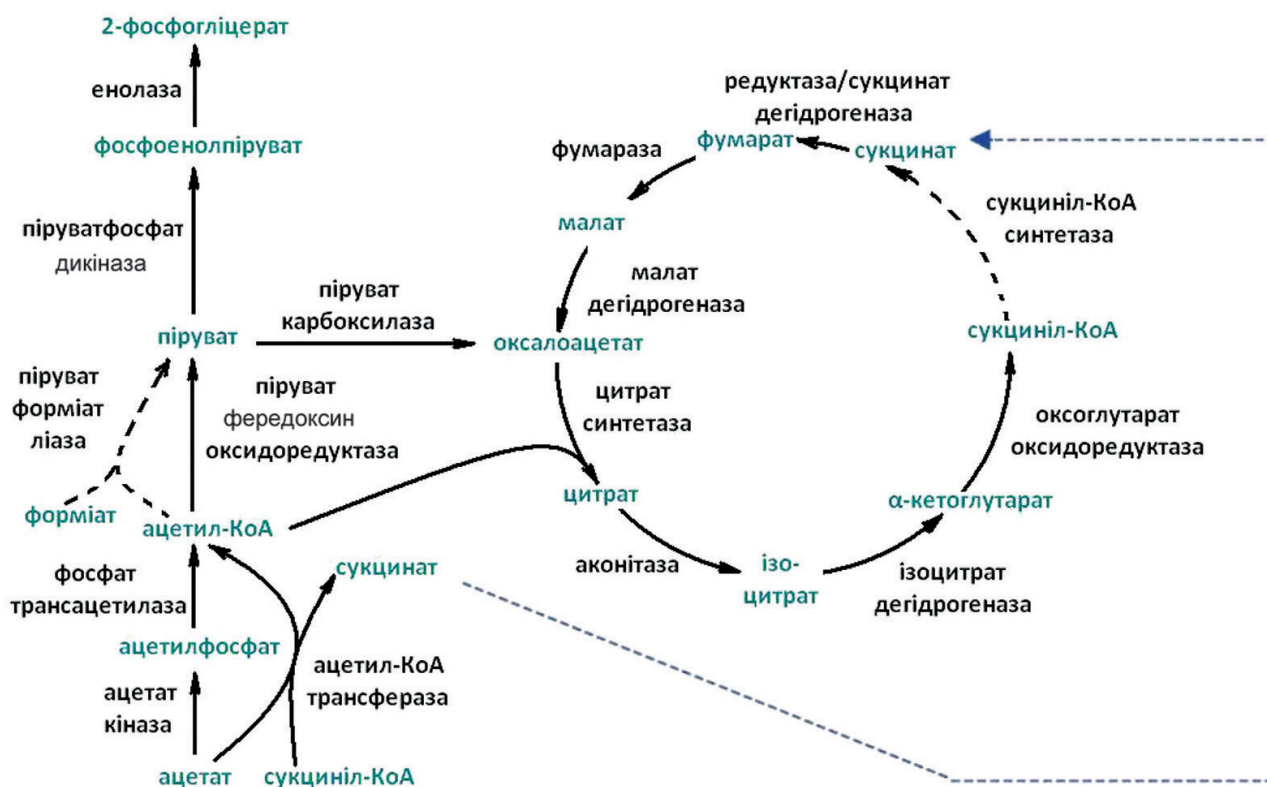 2-фосфогліцерат
енолаза
фосфоенолпіруват
піруватфосфат
дикіназа
піруват
піруват
карбоксилаза
піруват
форміат
ліаза
піруват
фередоксин
оксидоредуктаза
форміат
ацетил-КоА
фосфат
трансацетилаза
ацетилфосфат
ацетат
кіназа
ацетат
сукциніл-КоА
ацетил-КоА
трансфераза
сукцинат
редуктаза/сукцинат
дегідрогеназа
фумарат
сукцинат
фумараза
малат
малат
дегідрогеназа
оксалоацетат
цитрат
синтетаза
цитрат
аконітаза
ізо-
цитрат
ізоцитрат
дегідрогеназа
α-кетоглутарат
оксоглутарат
оксидоредуктаза
сукциніл-КоА
сукциніл-КоА
синтетаза